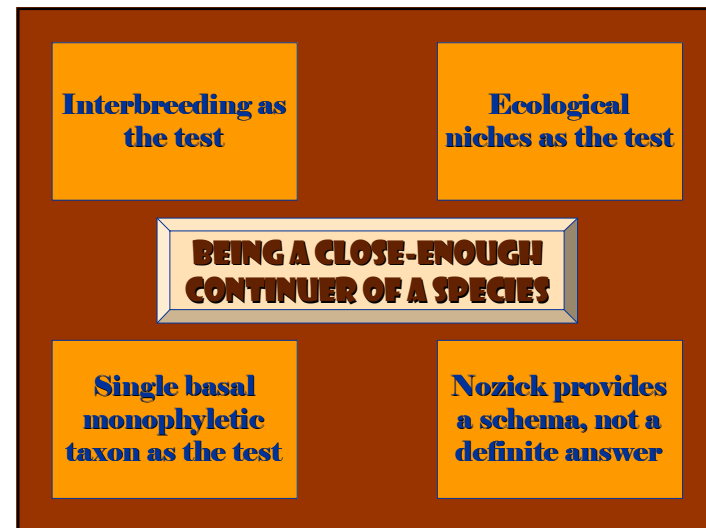 Interbreeding as
the test
Ecological
niches as the test
BEING A CLOSE-ENOUGH
CONTINUER OF A SPECIES
Single basal
monophyletic
taxon as the test
Nozick provides
a schema, not a
definite answer